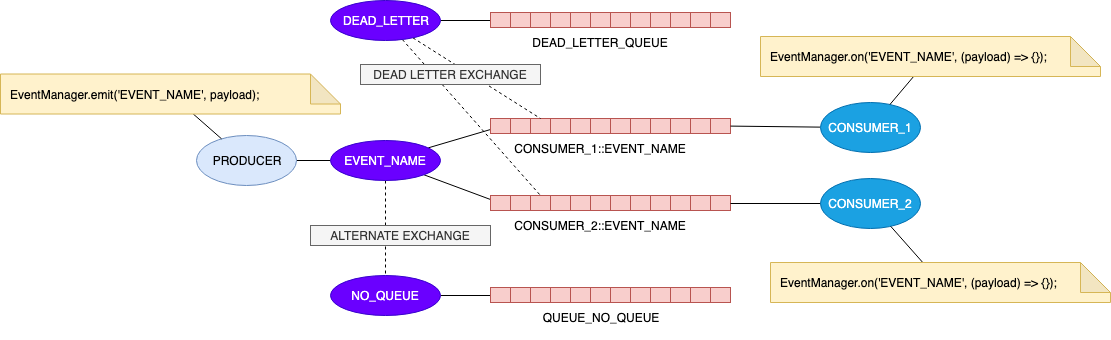 DEAD_LETTER
DEAD_LETTER_QUEUE
EventManager.on('EVENT_NAME', (payload) => {});
DEAD LETTER EXCHANGE
EventManager.emit('EVENT_NAME', payload);
CONSUMER_1
CONSUMER_1::EVENT_NAME
PRODUCER
EVENT_NAME
CONSUMER_2
CONSUMER_2::EVENT_NAME
ALTERNATE EXCHANGE
EventManager.on('EVENT_NAME', (payload) => {});
NO_QUEUE
QUEUE_NO_QUEUE